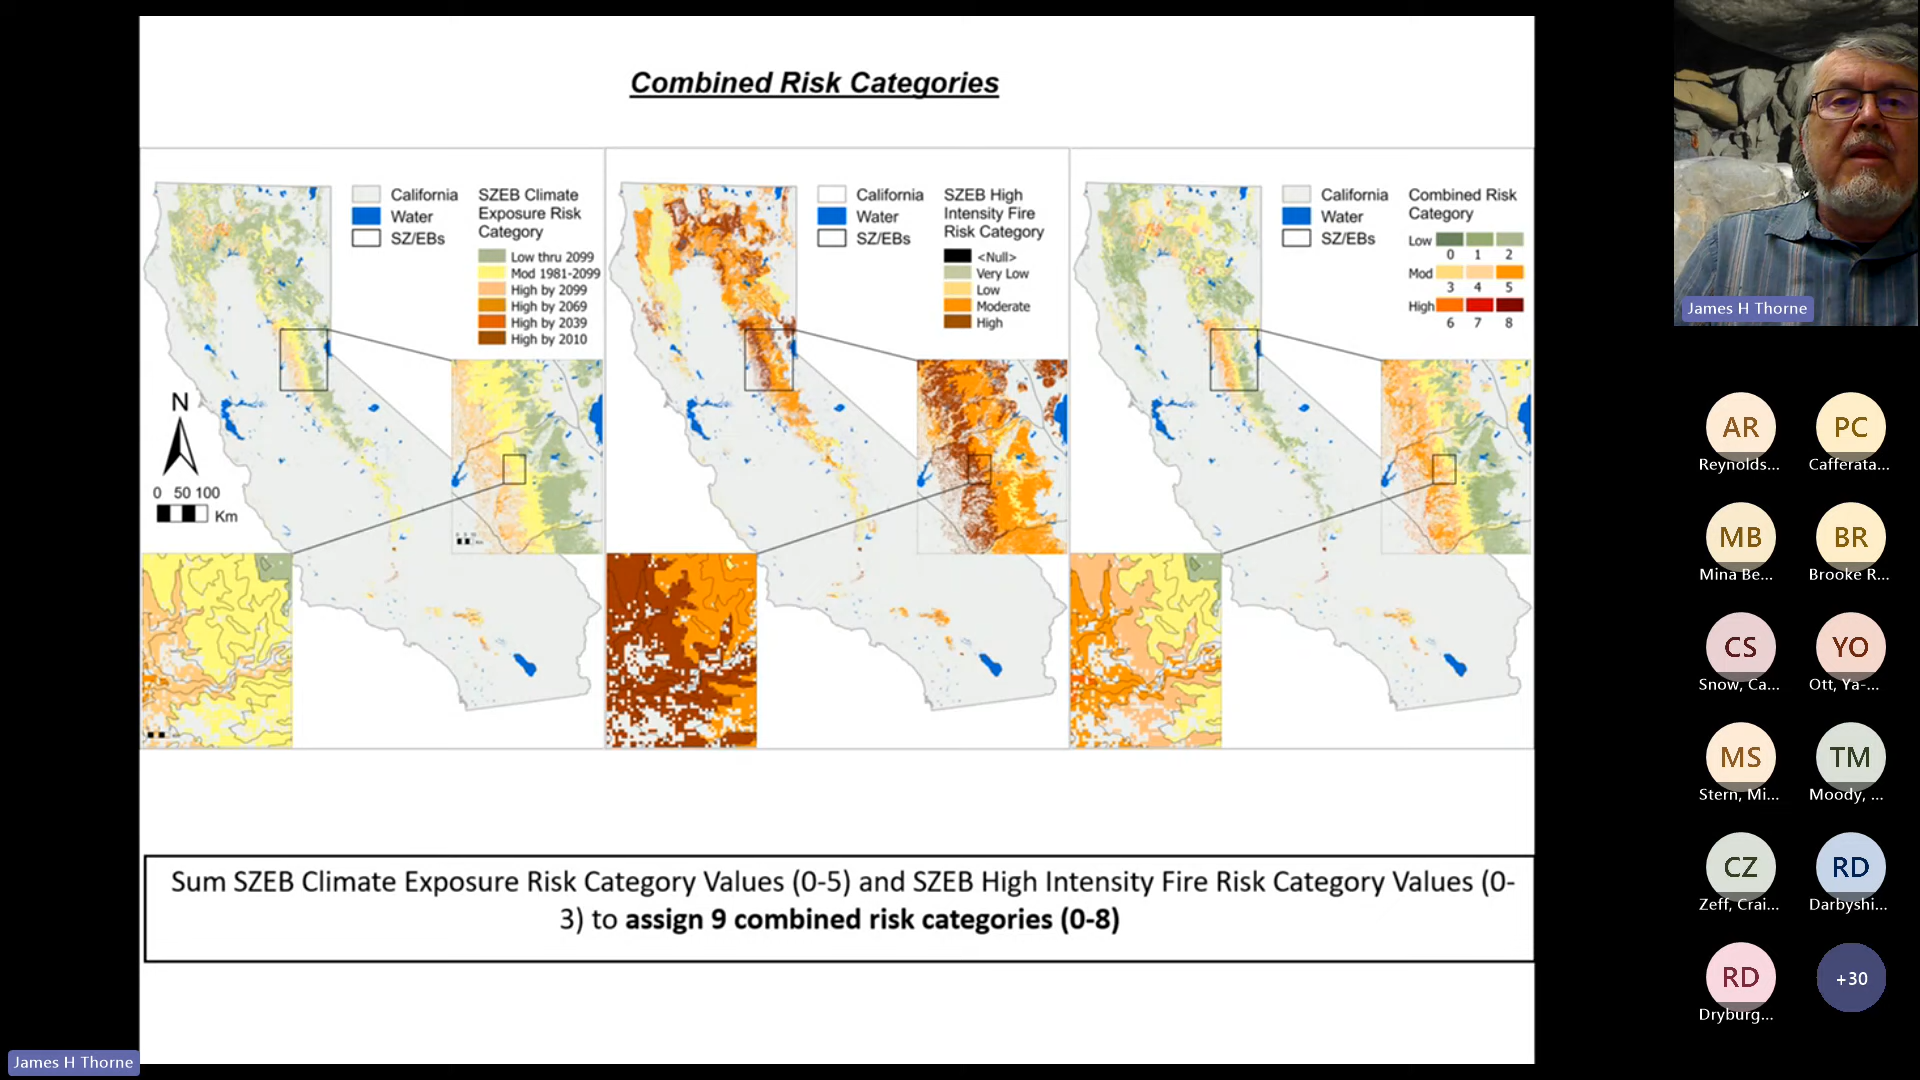 Combined Risk Categories
California
Water
SZ/EBs
SZEB Climate
Exposure Risk
Category
Low thru 2099
Mod 1981-2099
High by 2099
High by 2069
High by 2039
High by 2010
N
0 50 100
Km
California
Water
SZ/EBs
SZEB High
Intensity Fire
Risk Category
<Null>
Very Low
Low
Moderate
High
California
Water
SZ/EBs
Combined Risk
Category
Low
0 1 2
Mod
3 4 5
High
6 7 8
Sum SZEB Climate Exposure Risk Category Values (0-5) and SZEB High Intensity Fire Risk Category Values (0-
3) to assign 9 combined risk categories (0-8)
James H Thorne
James H Thorne
AR PC
Reynolds... Cafferata...
MB BR
Mina Be... Brooke R...
CS YO
Snow, Ca... Ott, Ya-...
MS TM
Stern, Mi... Moody, ...
CZ RD
Zeff, Crai... Darbyshi...
RD +30
Dryburg...